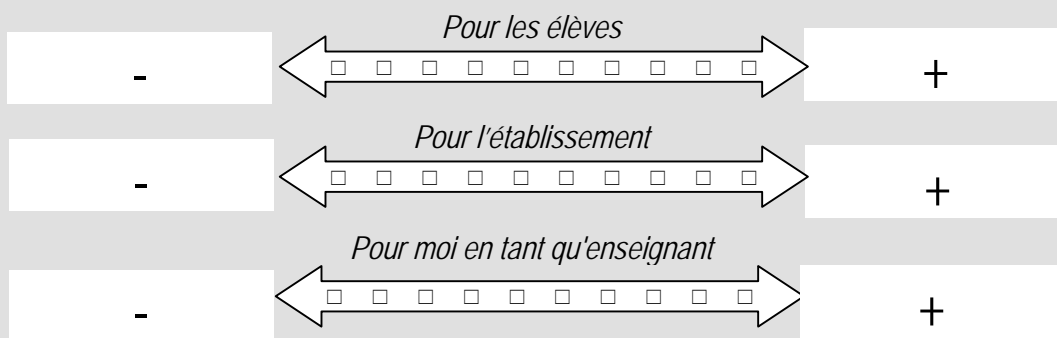 Pour les élèves
- □ □ □ □ □ □ □ □ □ □ +
Pour l'établissement
- □ □ □ □ □ □ □ □ □ □ +
Pour moi en tant qu'enseignant
- □ □ □ □ □ □ □ □ □ □ +